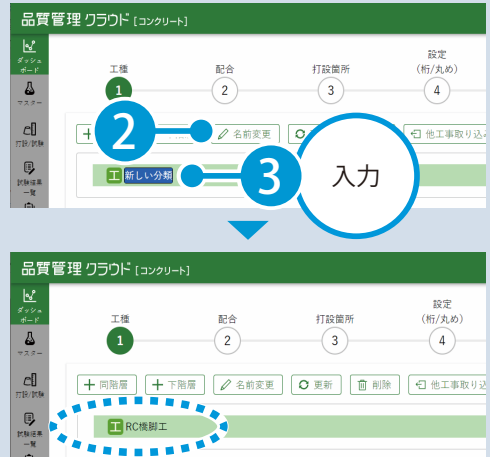 品質管理 クラウド [コンクリート]
ダッシュ
ボード
マスター
打設/試験
試験結果
一覧
工種
1
配合
2
打設箇所
3
設定
(桁/丸め)
4
2
名前変更
他工事取り込み
工 新しい分類
3
入力
品質管理 クラウド [コンクリート]
ダッシュ
ボード
マスター
打設/試験
試験結果
一覧
工種
1
配合
2
打設箇所
3
設定
(桁/丸め)
4
+ 同階層
+ 下階層
名前変更
更新
削除
他工事取り込
工 RC橋脚工